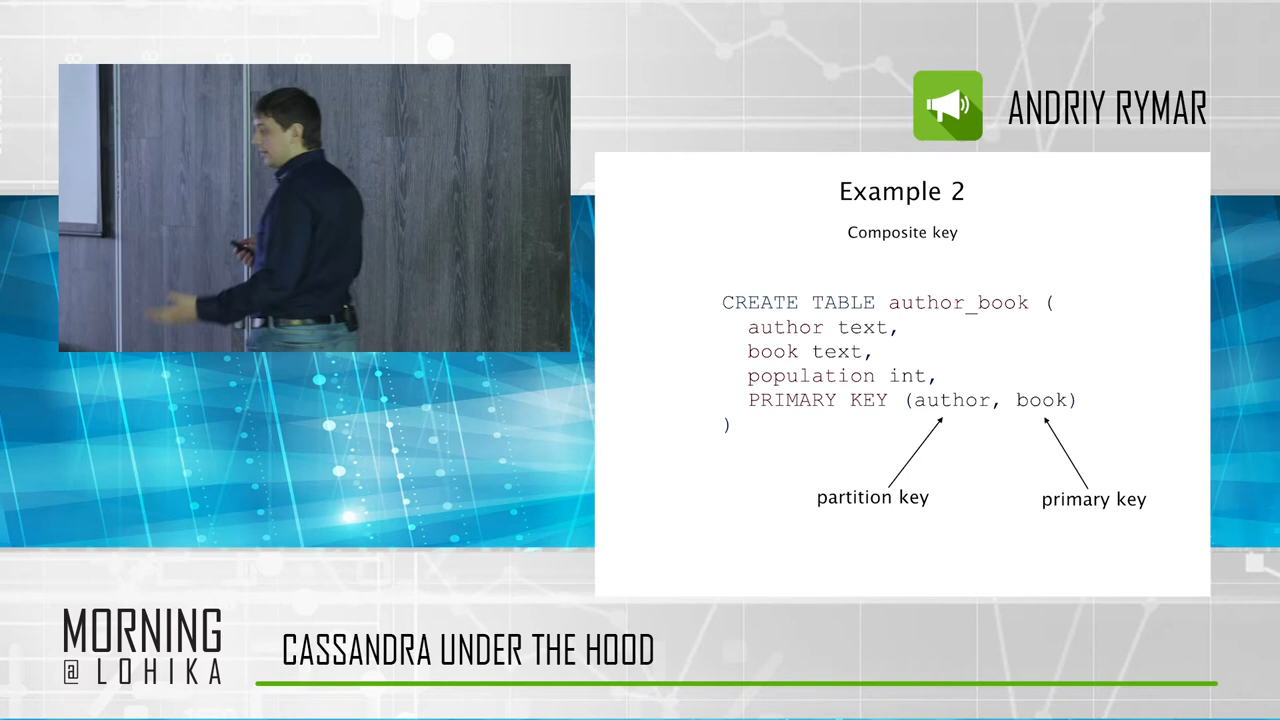 ANDRIY RYMAR
Example 2
Composite key
CREATE TABLE author_book (
author text,
book text,
population int,
PRIMARY KEY (author, book)
)
partition key
primary key
MORNING
@ LOHIKA
CASSANDRA UNDER THE HOOD